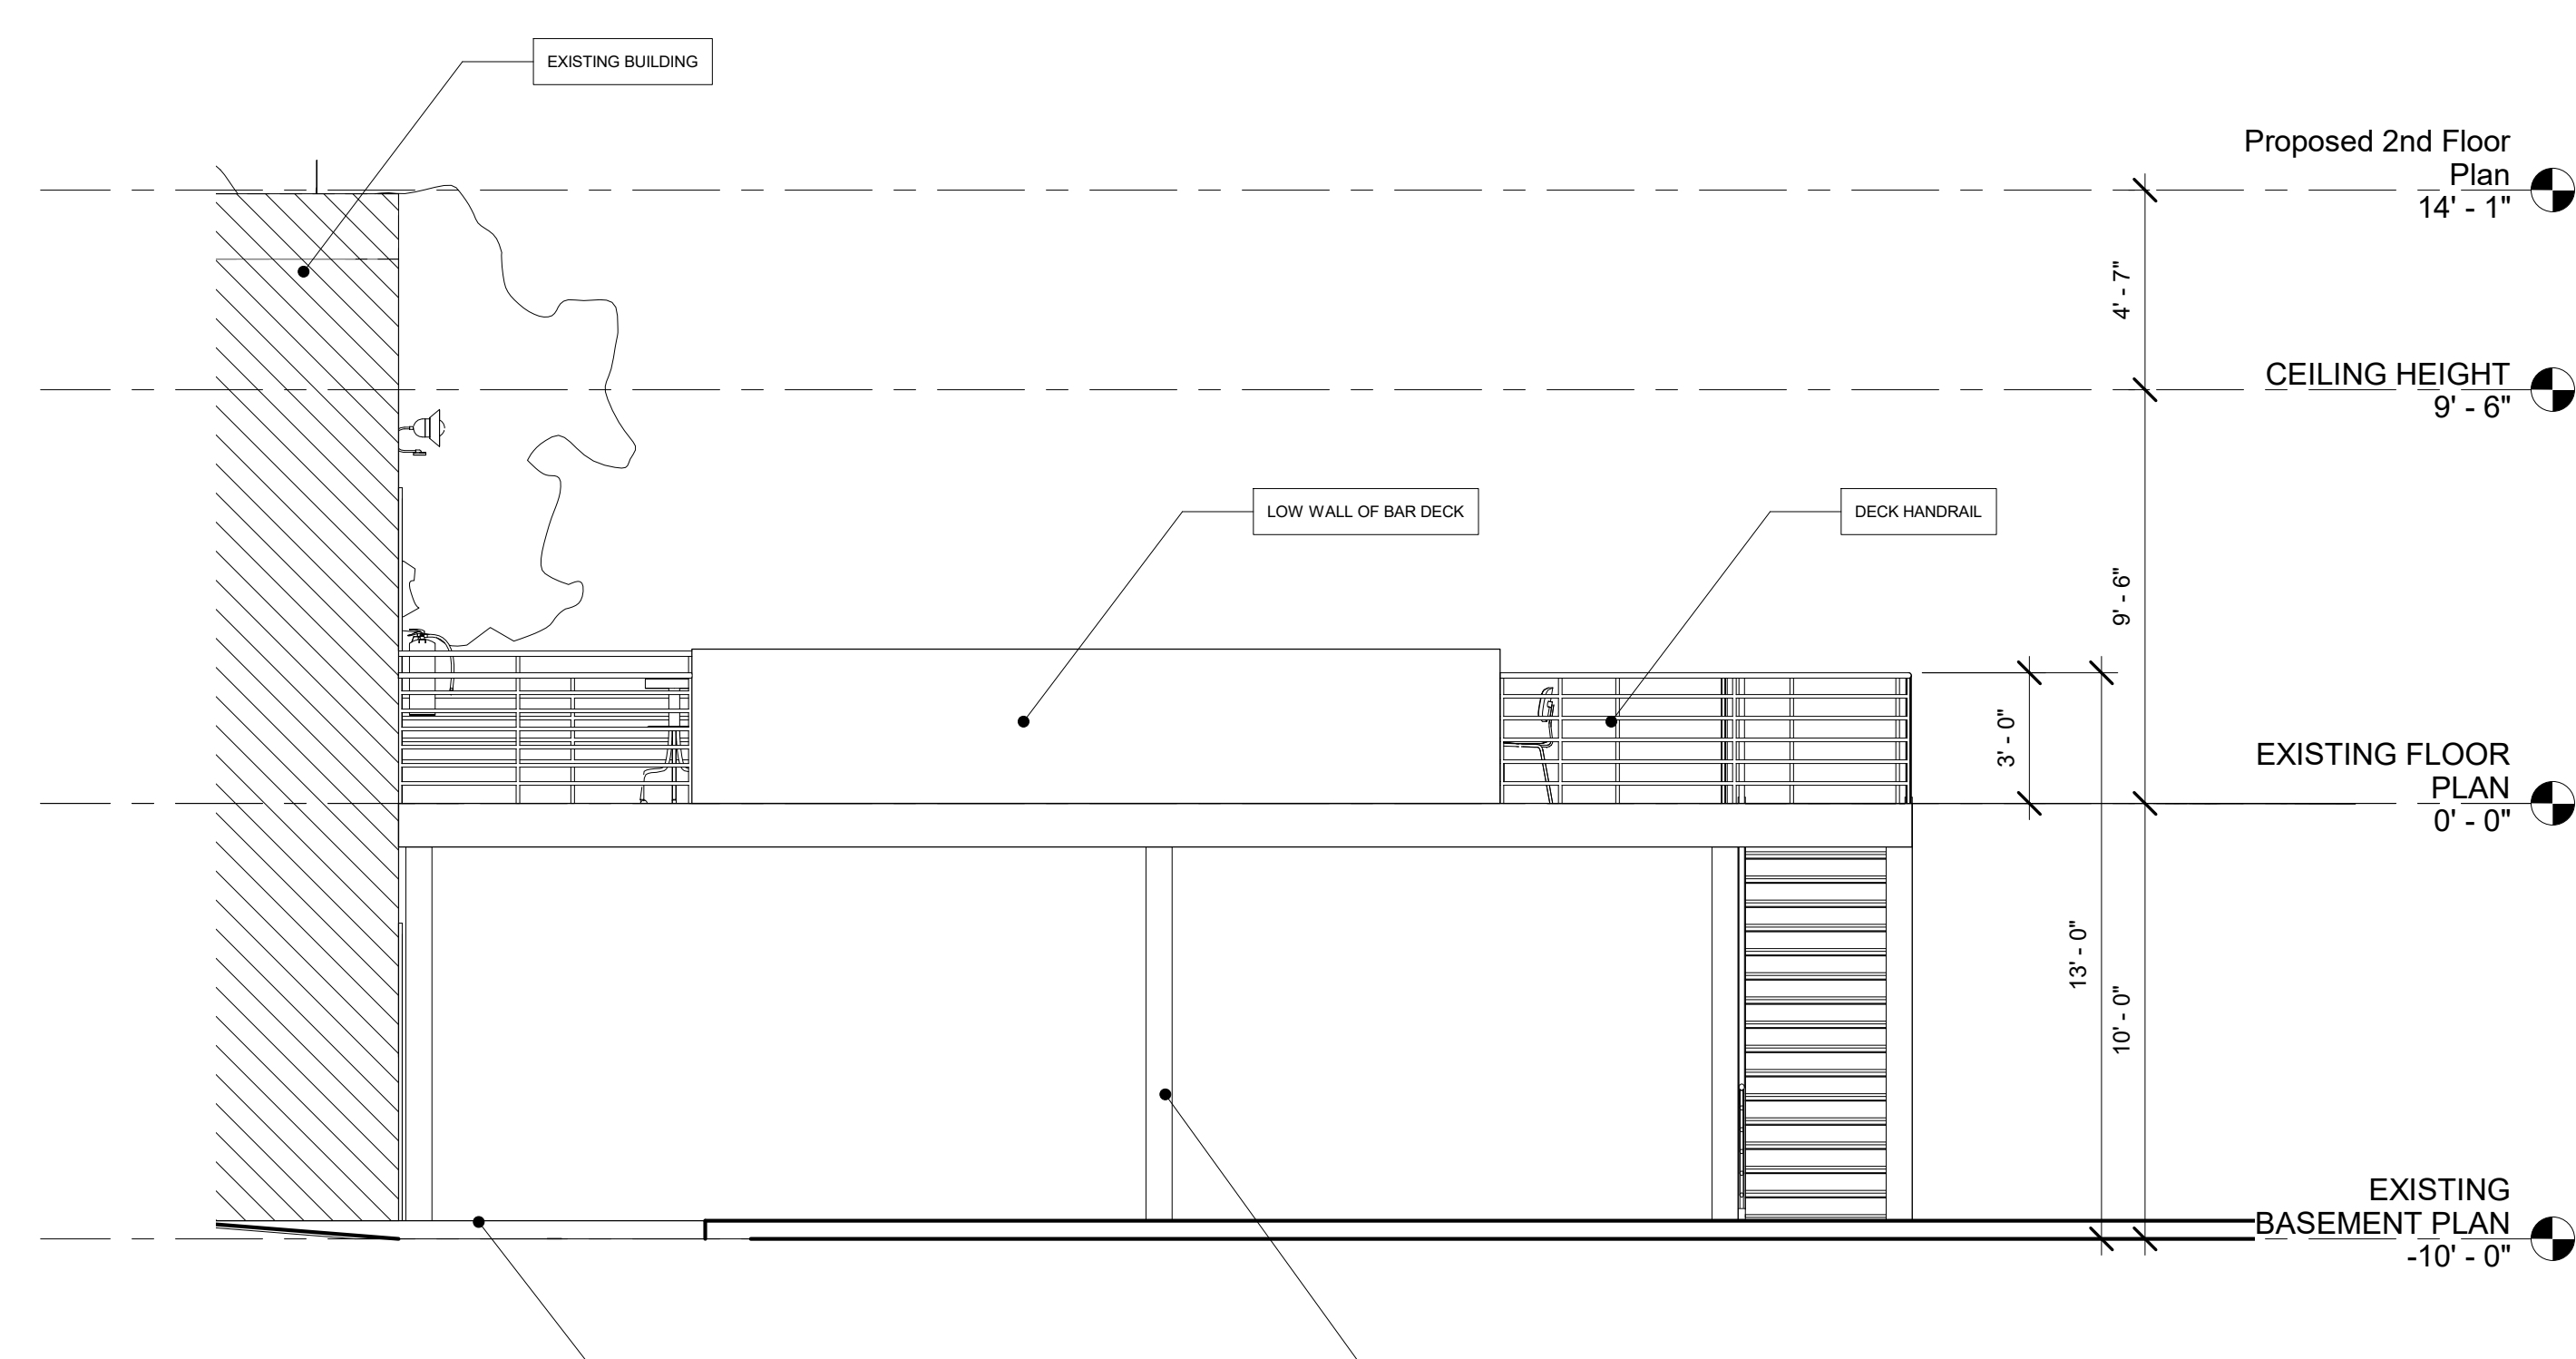 EXISTING BUILDING
Proposed 2nd Floor
Plan
14' - 1"
4' - 7"
CEILING HEIGHT
9' - 6"
LOW WALL OF BAR DECK
DECK HANDRAIL
9' - 6"
3' - 0"
EXISTING FLOOR
PLAN
0' - 0"
13' - 0"
10' - 0"
EXISTING
BASEMENT PLAN
-10' - 0"